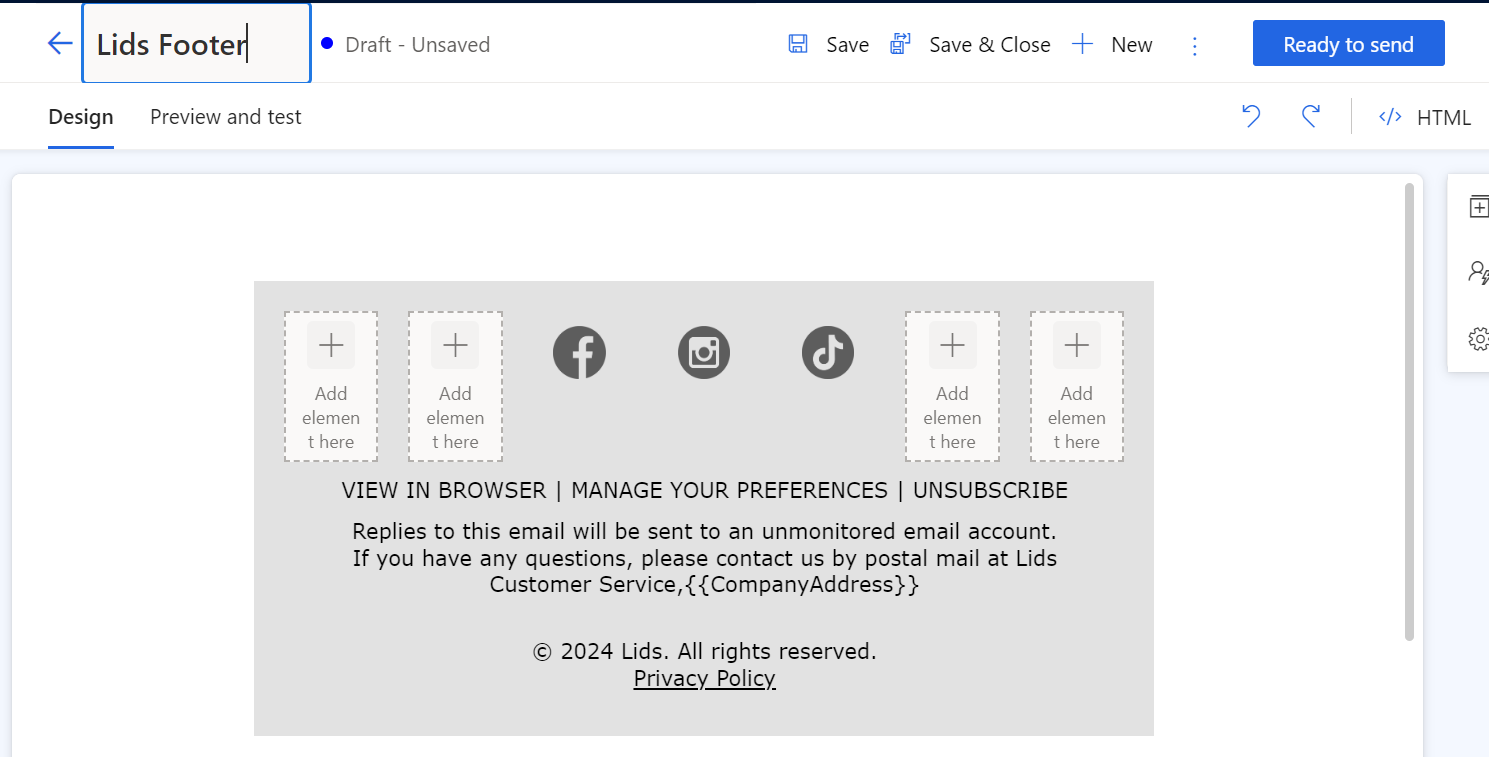 Lids Footer
Draft - Unsaved
Save
Save & Close
New
Ready to send
Design
Preview and test
HTML
Add
elemen
t here
Add
elemen
t here
Add
elemen
t here
Add
elemen
t here
VIEW IN BROWSER | MANAGE YOUR PREFERENCES | UNSUBSCRIBE
Replies to this email will be sent to an unmonitored email account.
If you have any questions, please contact us by postal mail at Lids
Customer Service,{{CompanyAddress}}
© 2024 Lids. All rights reserved.
Privacy Policy